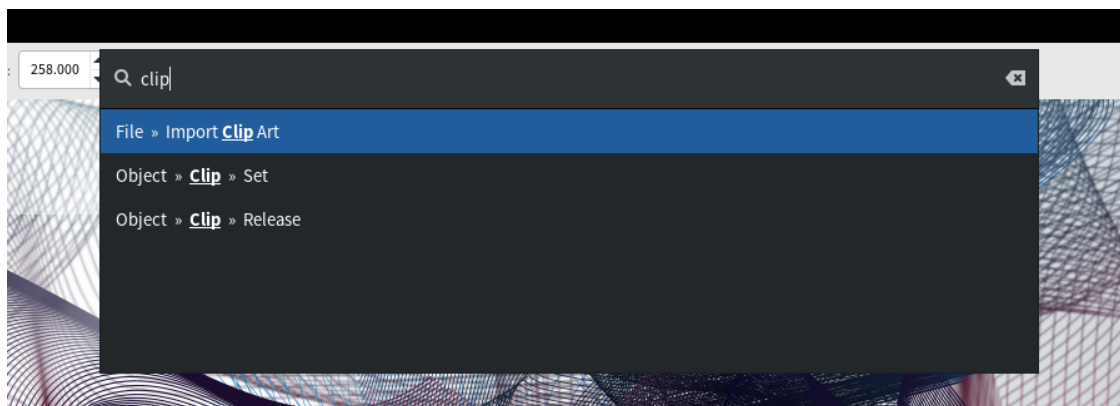 : 258.000
clip
File » Import Clip Art
Object » Clip » Set
Object » Clip » Release